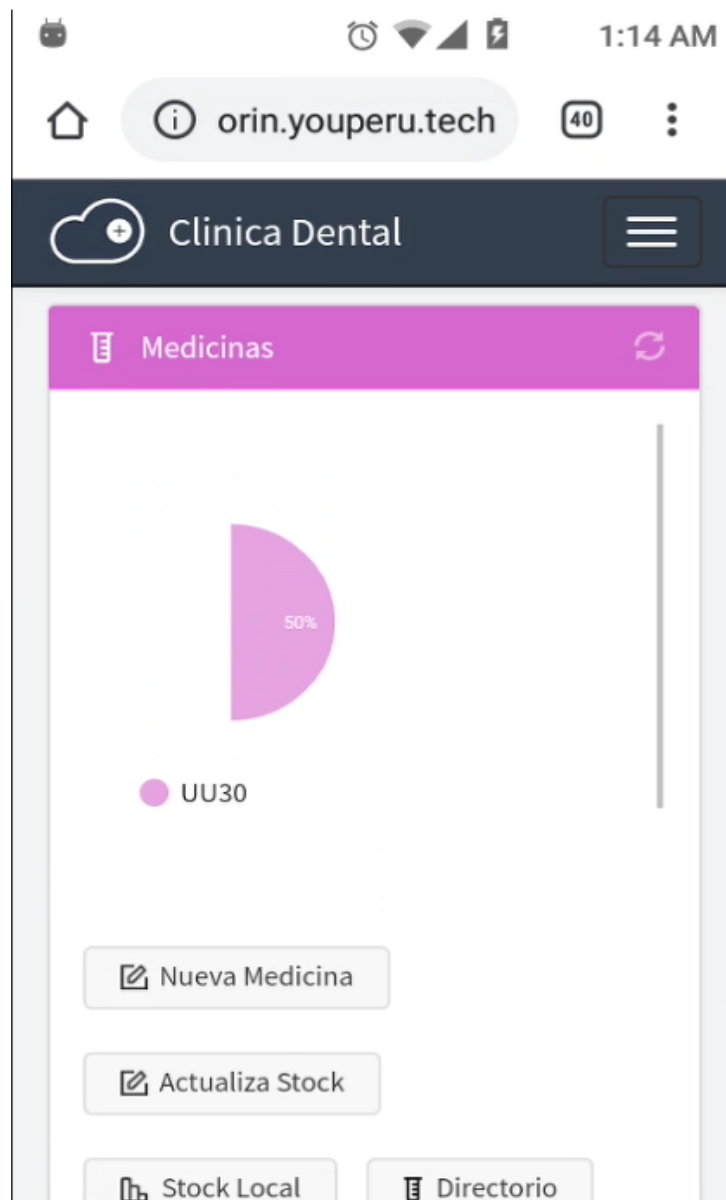 1:14 AM
orin.youperu.tech
40
Clinica Dental
Medicinas
50%
UU30
Nueva Medicina
Actualiza Stock
Stock Local
Directorio